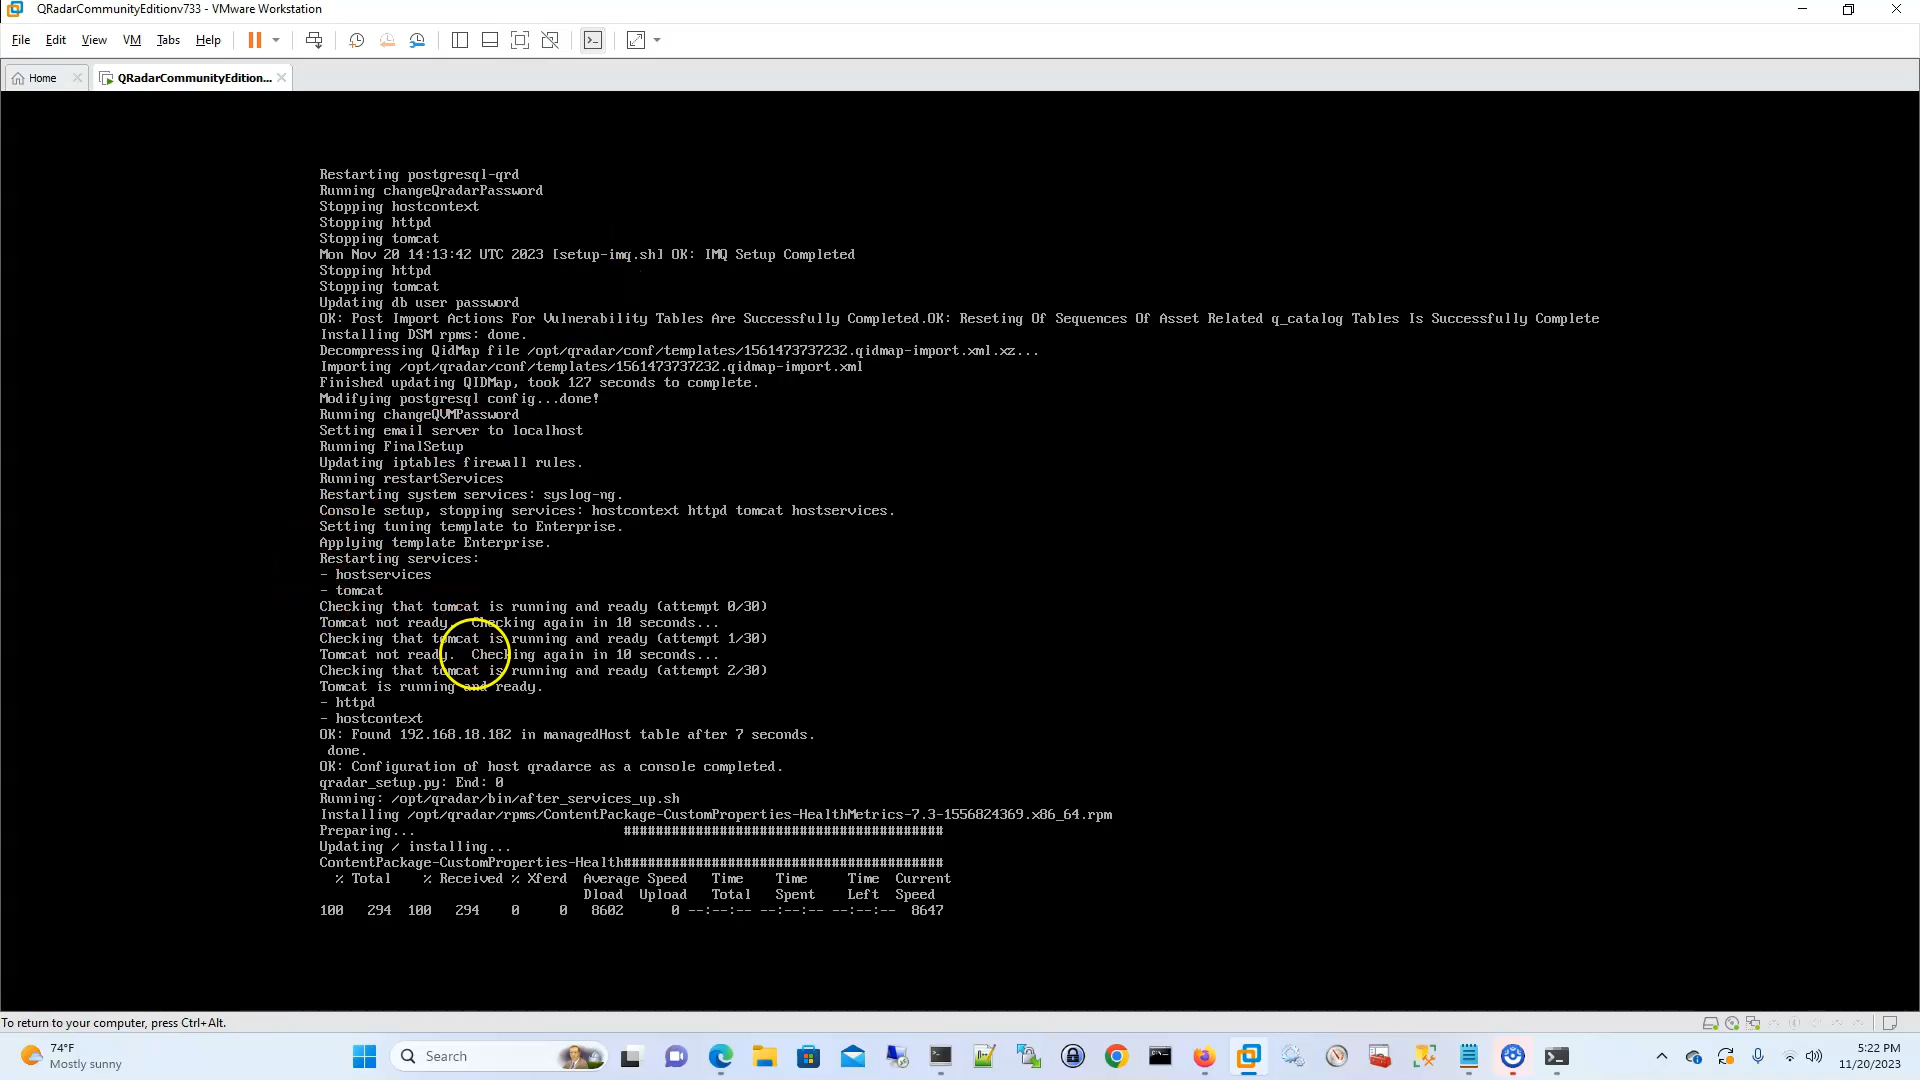 QRadarCommunityEditionv733 - VMware Workstation
File Edit View VM Tabs Help
Home QRadarCommunityEdition...
Restarting postgresql-qrd
Running changeQradarPassword
Stopping hostcontext
Stopping httpd
Stopping tomcat
Mon Nov 20 14:13:42 UTC 2023 [setup-imq.sh] OK: IMQ Setup Completed
Stopping httpd
Stopping tomcat
Updating db user password
OK: Post Import Actions For Vulnerability Tables Are Successfully Completed.OK: Reseting Of Sequences Of Asset Related q_catalog Tables Is Successfully Complete
Installing DSM rpms: done.
Decompressing QidMap file /opt/qradar/conf/templates/1561473737232.qidmap-import.xml.xz...
Importing /opt/qradar/conf/templates/1561473737232.qidmap-import.xml
Finished updating QIDMap, took 127 seconds to complete.
Modifying postgresql config...done!
Running changeQVMPassword
Setting email server to localhost
Running FinalSetup
Updating iptables firewall rules.
Running restartServices
Restarting system services: syslog-ng.
Console setup, stopping services: hostcontext httpd tomcat hostservices.
Setting tuning template to Enterprise.
Applying template Enterprise.
Restarting services:
- hostservices
- tomcat
Checking that tomcat is running and ready (attempt 0/30)
Tomcat not ready.  Checking again in 10 seconds...
Checking that tomcat is running and ready (attempt 1/30)
Tomcat not ready.  Checking again in 10 seconds...
Checking that tomcat is running and ready (attempt 2/30)
Tomcat is running and ready.
- httpd
- hostcontext
OK: Found 192.168.18.182 in managedHost table after 7 seconds.
done.
OK: Configuration of host qradarce as a console completed.
qradar_setup.py: End: 0
Running: /opt/qradar/bin/after_services_up.sh
Installing /opt/qradar/rpms/ContentPackage-CustomProperties-HealthMetrics-7.3-1556824369.x86_64.rpm
Preparing... ########################################
Updating / installing...
ContentPackage-CustomProperties-Health########################################
% Total % Received % Xferd Average Speed Time Time Time Current
Dload Upload Total Spent Left Speed
100 294 100 294 0 0 8602 0 --:--:-- --:--:-- --:--:-- 8647
To return to your computer, press Ctrl+Alt.
74°F
Mostly sunny
Search
5:22 PM
11/20/2023